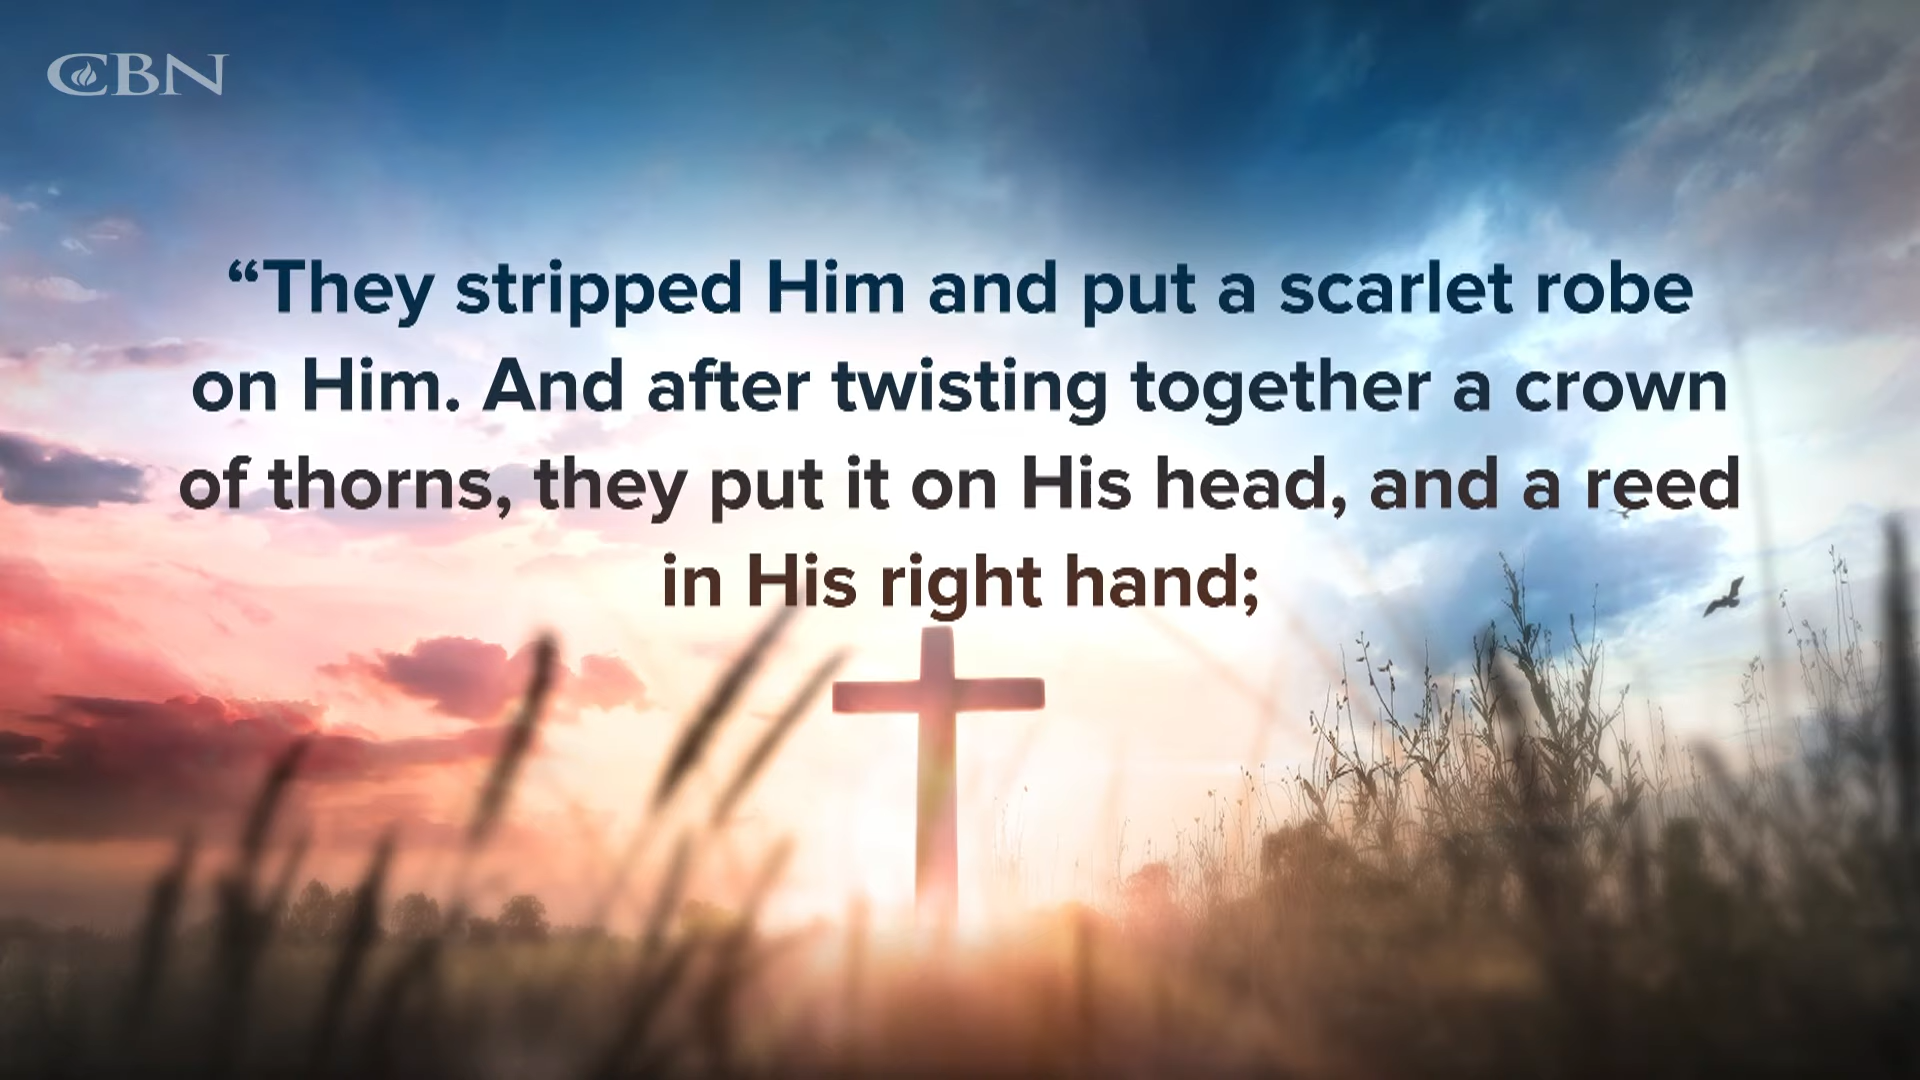 CBN
“They stripped Him and put a scarlet robe
on Him. And after twisting together a crown
of thorns, they put it on His head, and a reed
in His right hand;